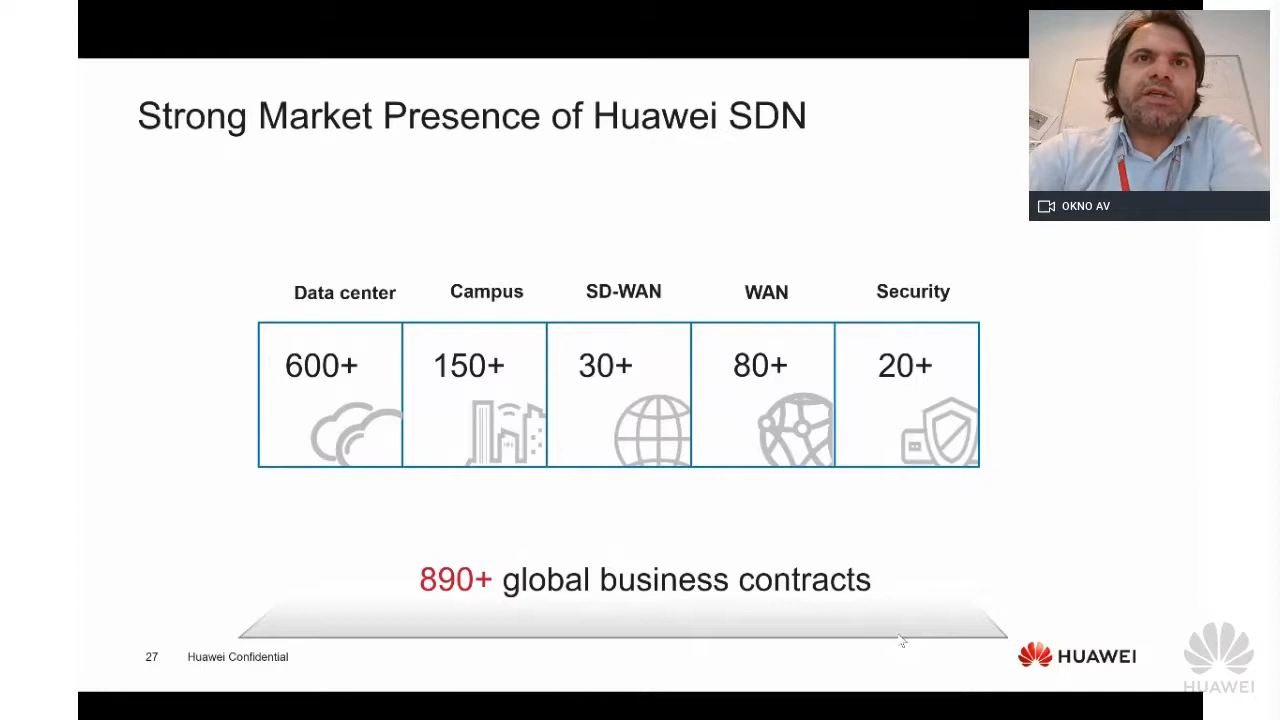 Strong Market Presence of Huawei SDN
OKNO AV
Data center Campus SD-WAN WAN Security
600+ 150+ 30+ 80+ 20+
890+ global business contracts
27 Huawei Confidential
HUAWEI
HUAWEI